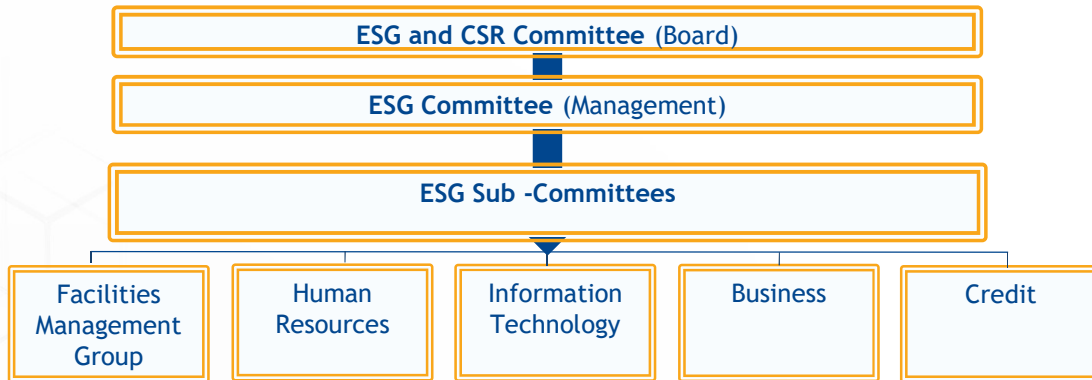 ESG and CSR Committee (Board)
ESG Committee (Management)
ESG Sub -Committees
Facilities
Management
Group
Human
Resources
Information
Technology
Business
Credit